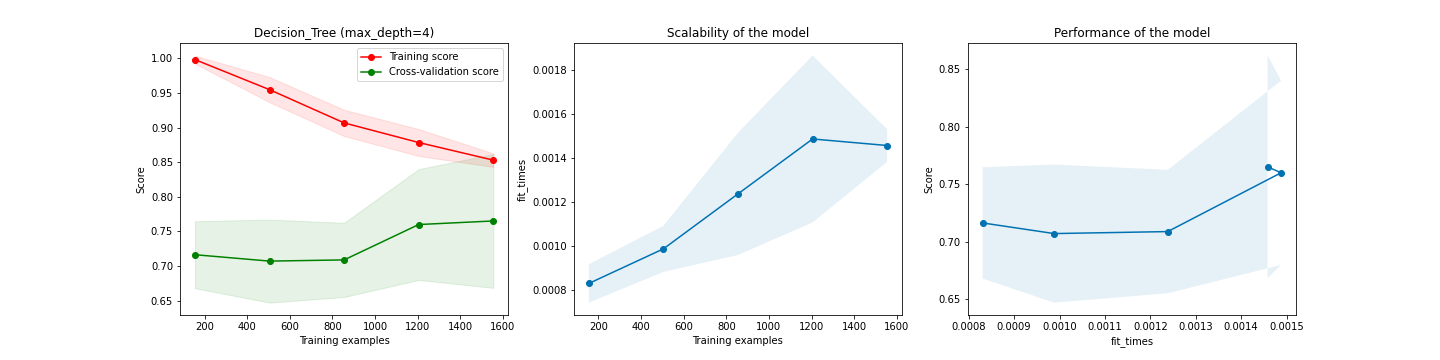 Decision_Tree (max_depth=4)
Training score
Cross-validation score
Score
1.00
0.95
0.90
0.85
0.80
0.75
0.70
0.65
200 400 600 800 1000 1200 1400 1600
Training examples
Scalability of the model
fit_times
0.0018
0.0016
0.0014
0.0012
0.0010
0.0008
200 400 600 800 1000 1200 1400 1600
Training examples
Performance of the model
Score
0.85
0.80
0.75
0.70
0.65
0.0008 0.0009 0.0010 0.0011 0.0012 0.0013 0.0014 0.0015
fit_times